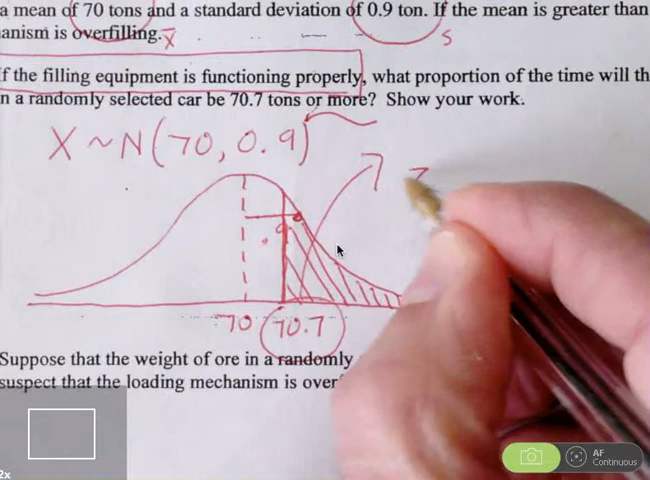 a mean of 70 tons and a standard deviation of 0.9 ton. If the mean is greater than
anism is overfilling. x̄
s
f the filling equipment is functioning properly, what proportion of the time will th
n a randomly selected car be 70.7 tons or more? Show your work.
X ~ N(70, 0.9)
70 70.7
Suppose that the weight of ore in a randomly
suspect that the loading mechanism is over
2x
AF
Continuous